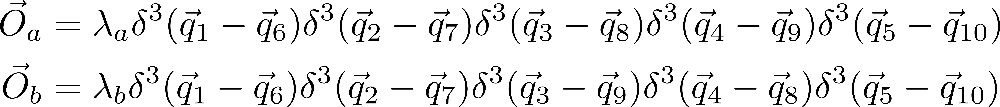 $\vec{O}_a = \lambda_a \delta^3(\vec{q}_1 - \vec{q}_6)\delta^3(\vec{q}_2 - \vec{q}_7)\delta^3(\vec{q}_3 - \vec{q}_8)\delta^3(\vec{q}_4 - \vec{q}_9)\delta^3(\vec{q}_5 - \vec{q}_{10})$
$\vec{O}_b = \lambda_b \delta^3(\vec{q}_1 - \vec{q}_6)\delta^3(\vec{q}_2 - \vec{q}_7)\delta^3(\vec{q}_3 - \vec{q}_9)\delta^3(\vec{q}_4 - \vec{q}_8)\delta^3(\vec{q}_5 - \vec{q}_{10})$